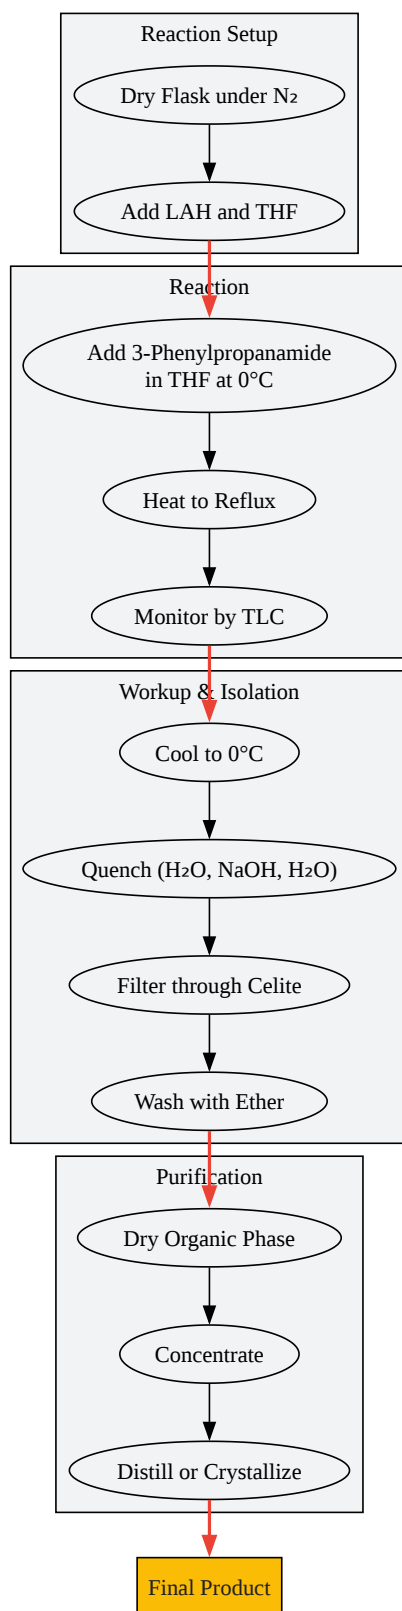 Reaction Setup
Dry Flask under N₂
Add LAH and THF
Reaction
Add 3-Phenylpropanamide
in THF at 0°C
Heat to Reflux
Monitor by TLC
Workup & Isolation
Cool to 0°C
Quench (H₂O, NaOH, H₂O)
Filter through Celite
Wash with Ether
Purification
Dry Organic Phase
Concentrate
Distill or Crystallize
Final Product